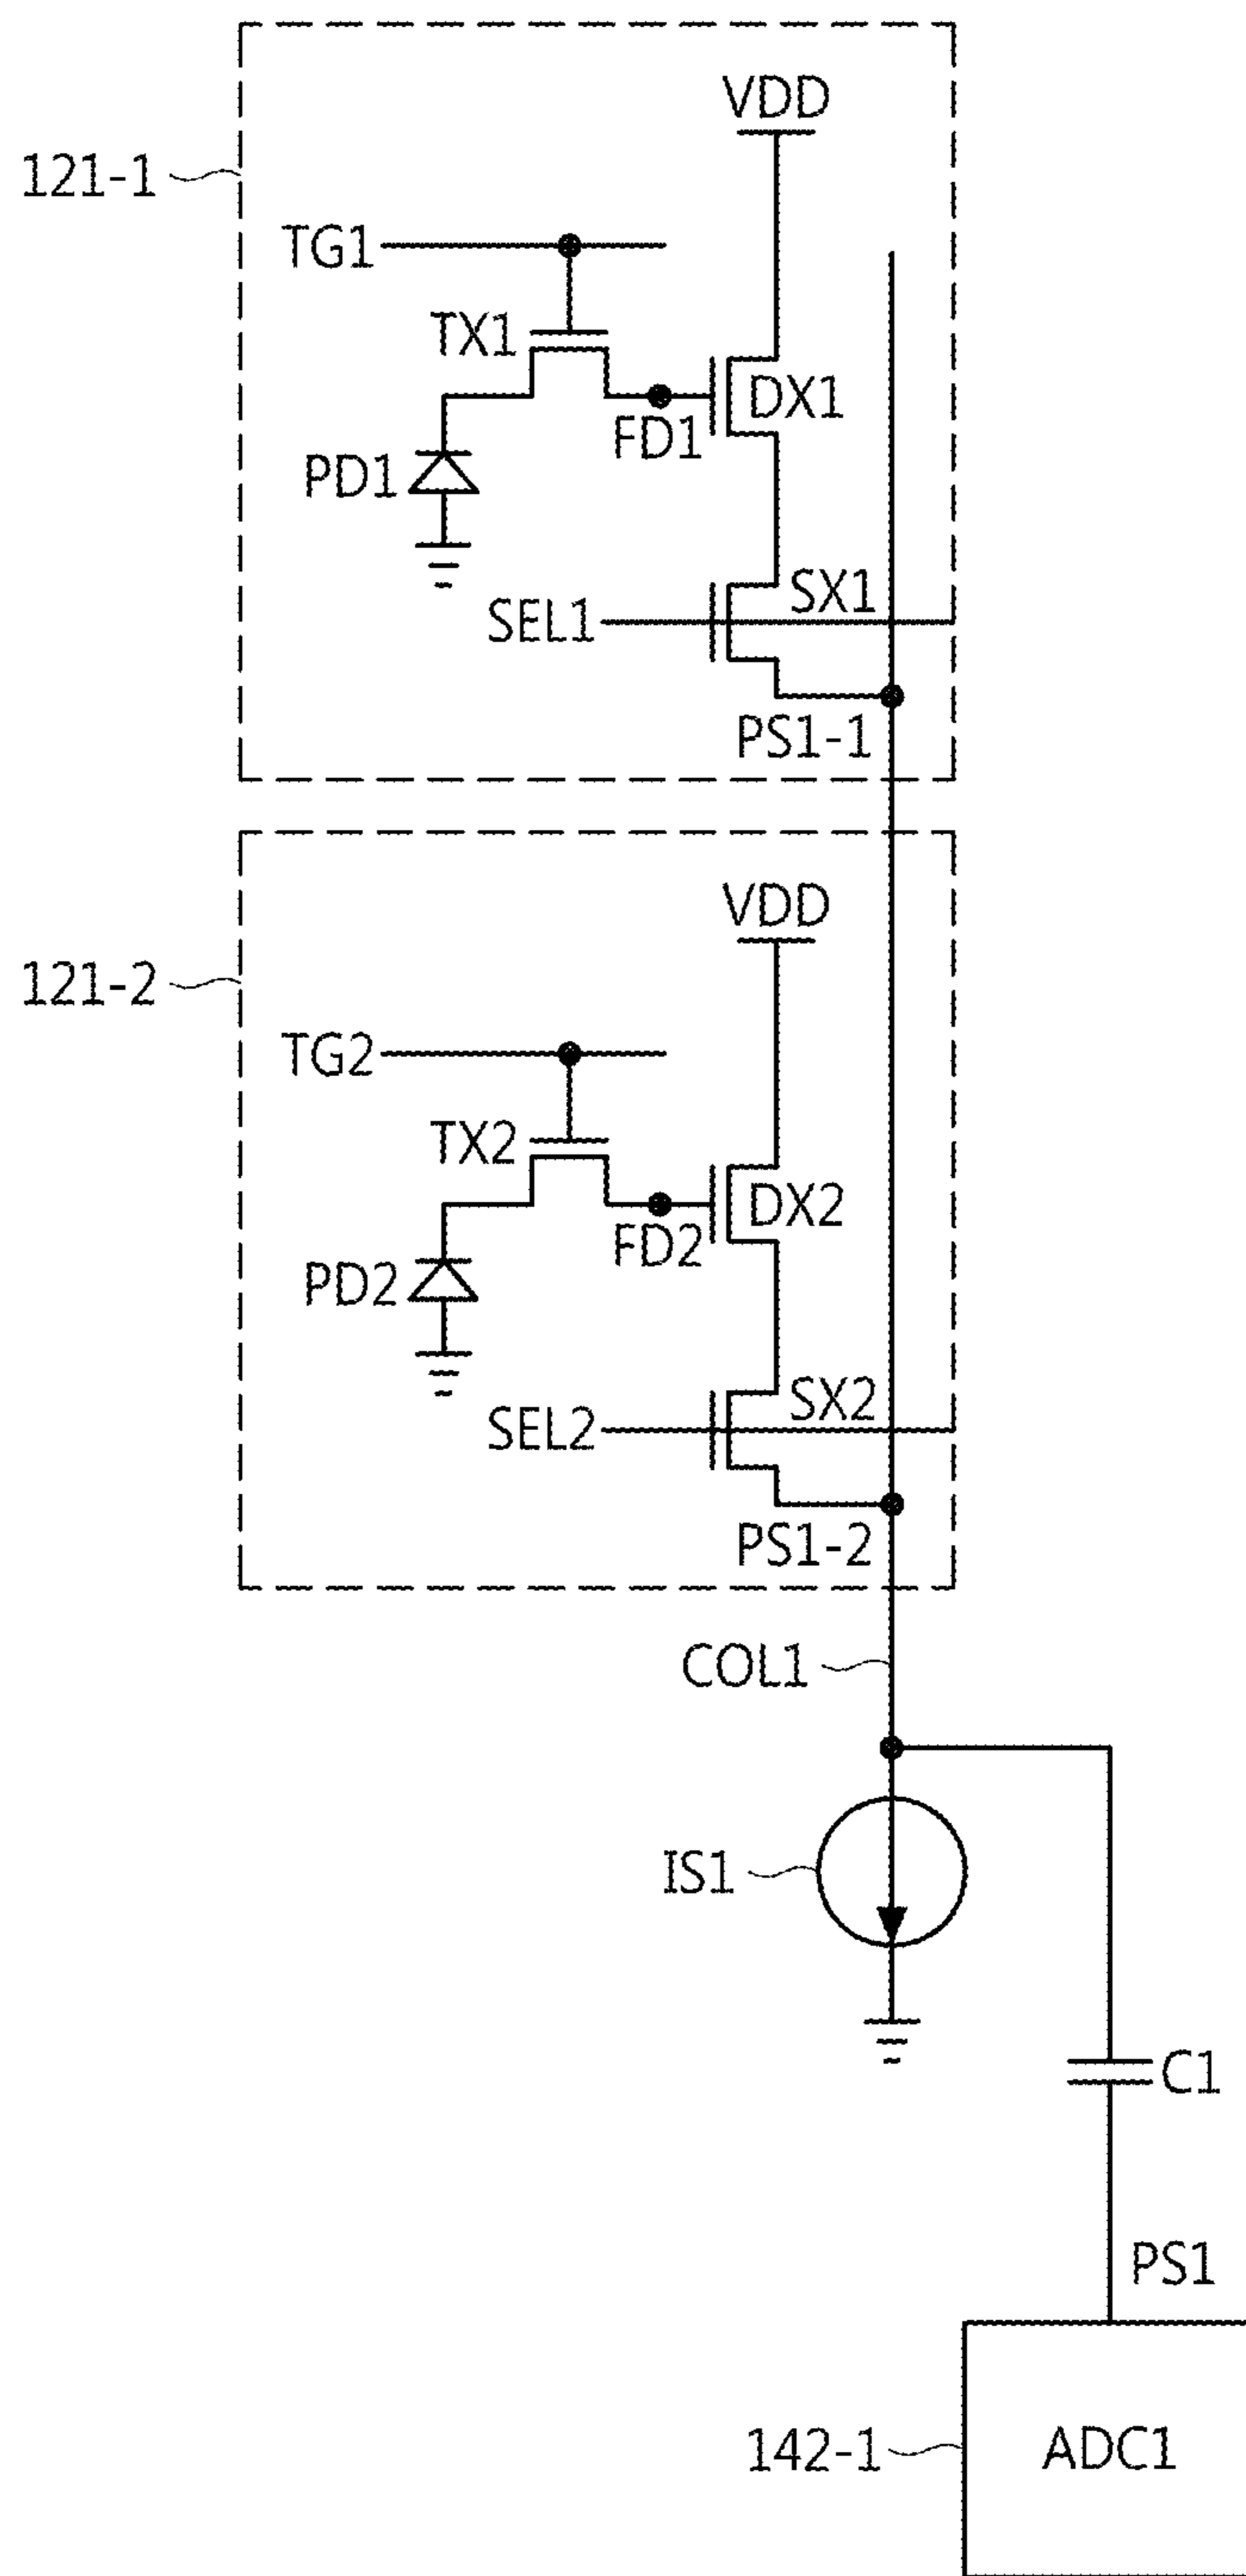 VDD
121-1
TG1
TX1
DX1
FD1
PD1
SX1
SEL1
PS1-1
VDD
121-2
TG2
TX2
DX2
FD2
PD2
SX2
SEL2
PS1-2
COL1
IS1
C1
PS1
142-1
ADC1